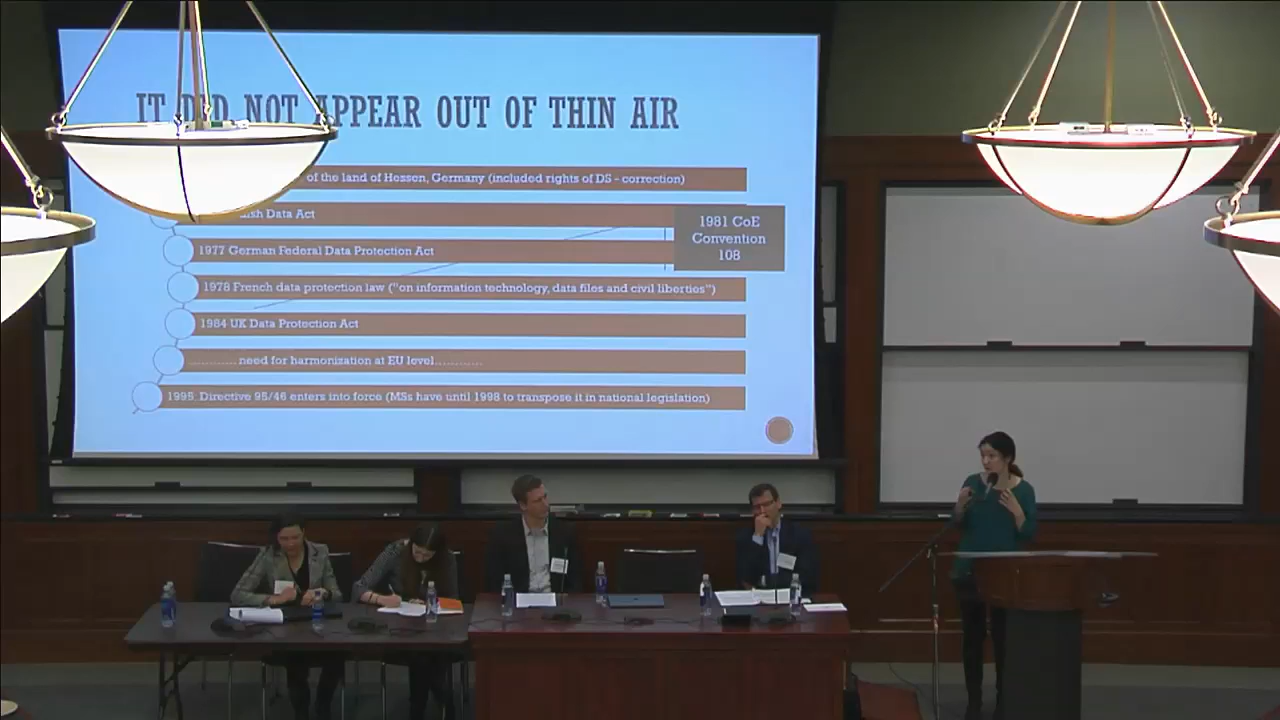 IT DID NOT APPEAR OUT OF THIN AIR
of the land of Hessen, Germany (included rights of DS - correction)
Data Act
1977 German Federal Data Protection Act
1981 CoE
Convention
108
1978 French data protection law ("on information technology, data files and civil liberties")
1984 UK Data Protection Act
............ need for harmonization at EU level............
1995: Directive 95/46 enters into force (MSs have until 1998 to transpose it in national legislation)